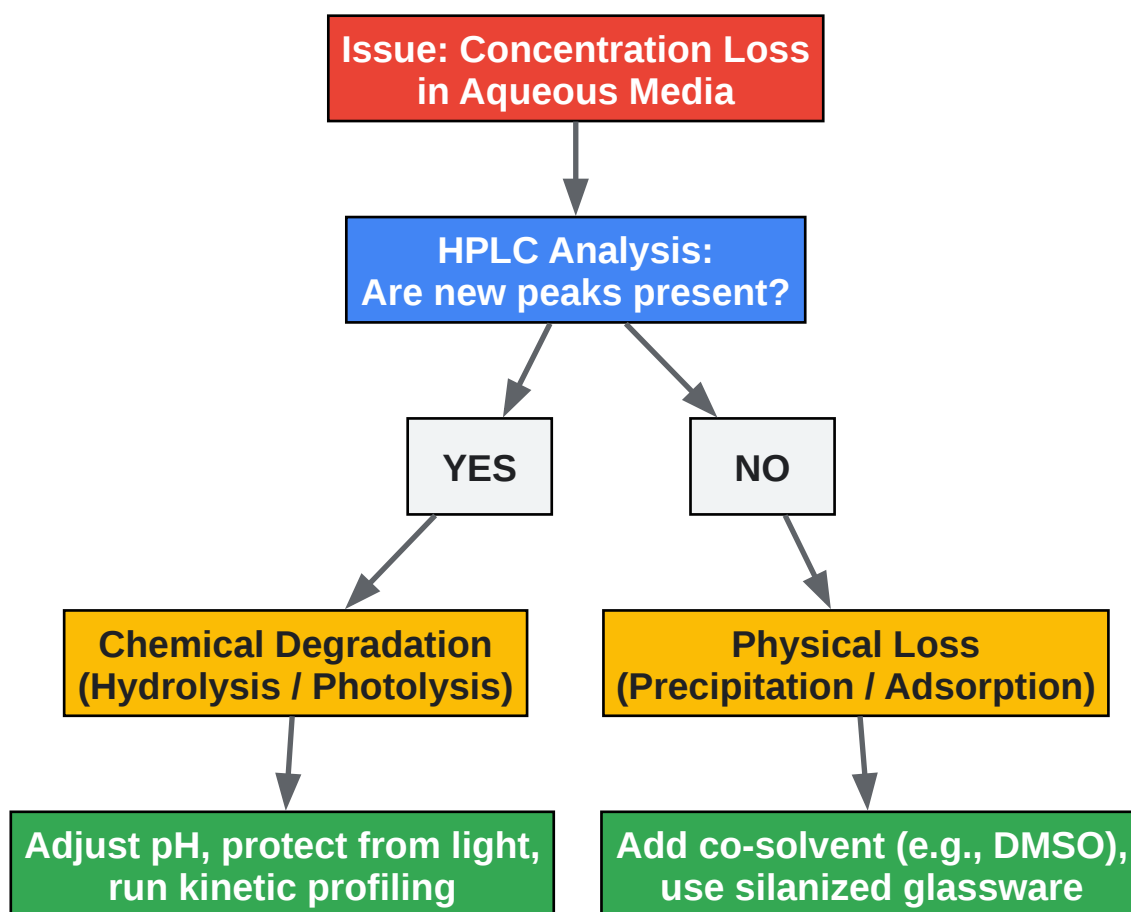 Issue: Concentration Loss
in Aqueous Media
HPLC Analysis:
Are new peaks present?
YES
NO
Chemical Degradation
(Hydrolysis / Photolysis)
Physical Loss
(Precipitation / Adsorption)
Adjust pH, protect from light,
run kinetic profiling
Add co-solvent (e.g., DMSO),
use silanized glassware